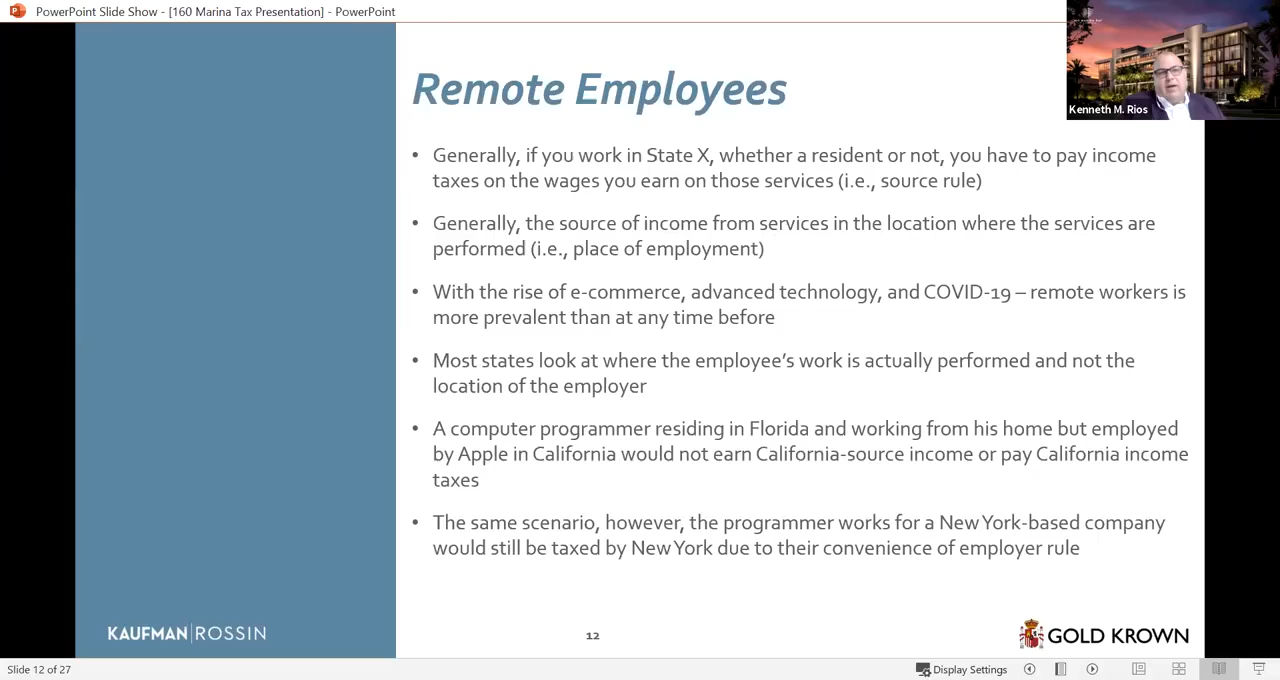 PowerPoint Slide Show - [160 Marina Tax Presentation] - PowerPoint
Kenneth M. Rios
Remote Employees
• Generally, if you work in State X, whether a resident or not, you have to pay income
taxes on the wages you earn on those services (i.e., source rule)
• Generally, the source of income from services in the location where the services are
performed (i.e., place of employment)
• With the rise of e-commerce, advanced technology, and COVID-19 – remote workers is
more prevalent than at any time before
• Most states look at where the employee's work is actually performed and not the
location of the employer
• A computer programmer residing in Florida and working from his home but employed
by Apple in California would not earn California-source income or pay California income
taxes
• The same scenario, however, the programmer works for a New York-based company
would still be taxed by New York due to their convenience of employer rule
KAUFMAN|ROSSIN
12
GOLD KROWN
Slide 12 of 27
Display Settings